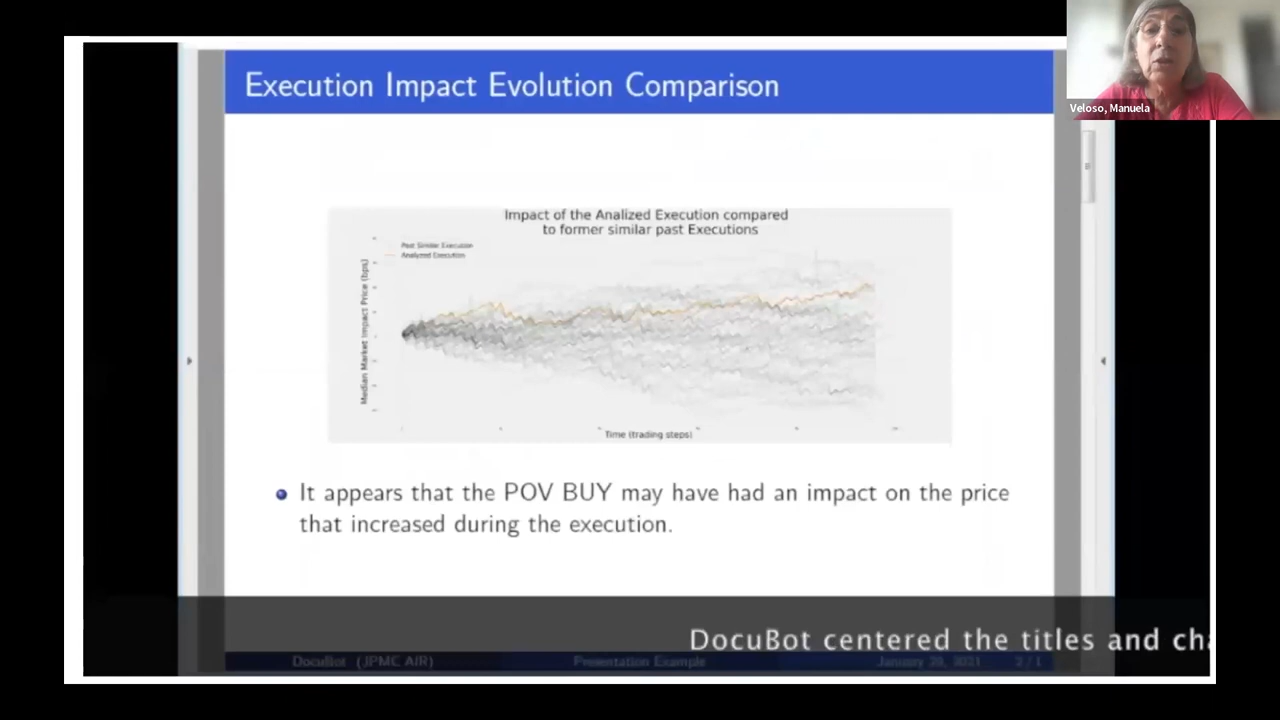 Execution Impact Evolution Comparison
Veloso, Manuela
Impact of the Analized Execution compared
to former similar past Executions
Past Similar Execution
Analyzed Execution
Median Market Impact Price (bps)
Time (trading steps)
It appears that the POV BUY may have had an impact on the price
that increased during the execution.
DocuBot centered the titles and cha
DocuBot (JPMC AIR)
Presentation Example
January 20, 2021